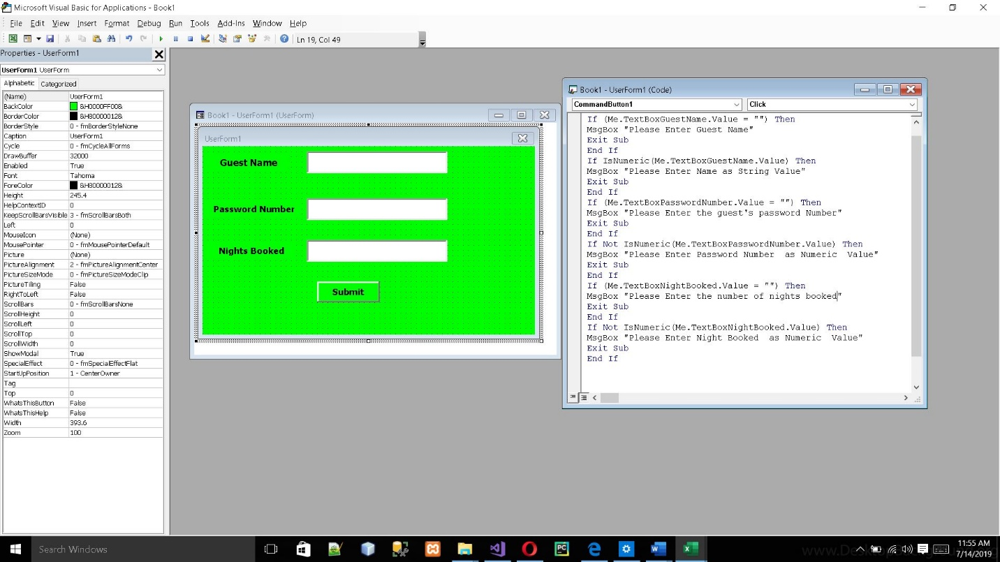 Microsoft Visual Basic for Applications - Book1
File Edit View Insert Format Debug Run Tools Add-Ins Window Help
Ln 19, Col 49
Properties - UserForm1
UserForm1 UserForm
Alphabetic Categorized
(Name) UserForm1
BackColor &H0000FF00&
BorderColor &H80000012&
BorderStyle 0 - fmBorderStyleNone
Caption UserForm1
Cycle 0 - fmCycleAllForms
DrawBuffer 32000
Enabled True
Font Tahoma
ForeColor &H80000012&
Height 245.4
HelpContextID 0
KeepScrollBarsVisible 3 - fmScrollBarsBoth
Left 0
MouseIcon (None)
MousePointer 0 - fmMousePointerDefault
Picture (None)
PictureAlignment 2 - fmPictureAlignmentCenter
PictureSizeMode 0 - fmPictureSizeModeClip
PictureTiling False
RightToLeft False
ScrollBars 0 - fmScrollBarsNone
ScrollHeight 0
ScrollLeft 0
ScrollTop 0
ScrollWidth 0
ShowModal True
SpecialEffect 0 - fmSpecialEffectFlat
StartUpPosition 1 - CenterOwner
Tag
Top 0
WhatsThisButton False
WhatsThisHelp False
Width 393.6
Zoom 100
Book1 - UserForm1 (UserForm)
UserForm1
Guest Name
Password Number
Nights Booked
Submit
Book1 - UserForm1 (Code)
CommandButton1 Click
If (Me.TextBoxGuestName.Value = "") Then
MsgBox "Please Enter Guest Name"
Exit Sub
End If
If IsNumeric(Me.TextBoxGuestName.Value) Then
MsgBox "Please Enter Name as String Value"
Exit Sub
End If
If (Me.TextBoxPasswordNumber.Value = "") Then
MsgBox "Please Enter the guest's password Number"
Exit Sub
End If
If Not IsNumeric(Me.TextBoxPasswordNumber.Value) Then
MsgBox "Please Enter Password Number  as Numeric  Value"
Exit Sub
End If
If (Me.TextBoxNightBooked.Value = "") Then
MsgBox "Please Enter the number of nights booked"
Exit Sub
End If
If Not IsNumeric(Me.TextBoxNightBooked.Value) Then
MsgBox "Please Enter Night Booked  as Numeric  Value"
Exit Sub
End If
Search Windows
11:55 AM
7/14/2019